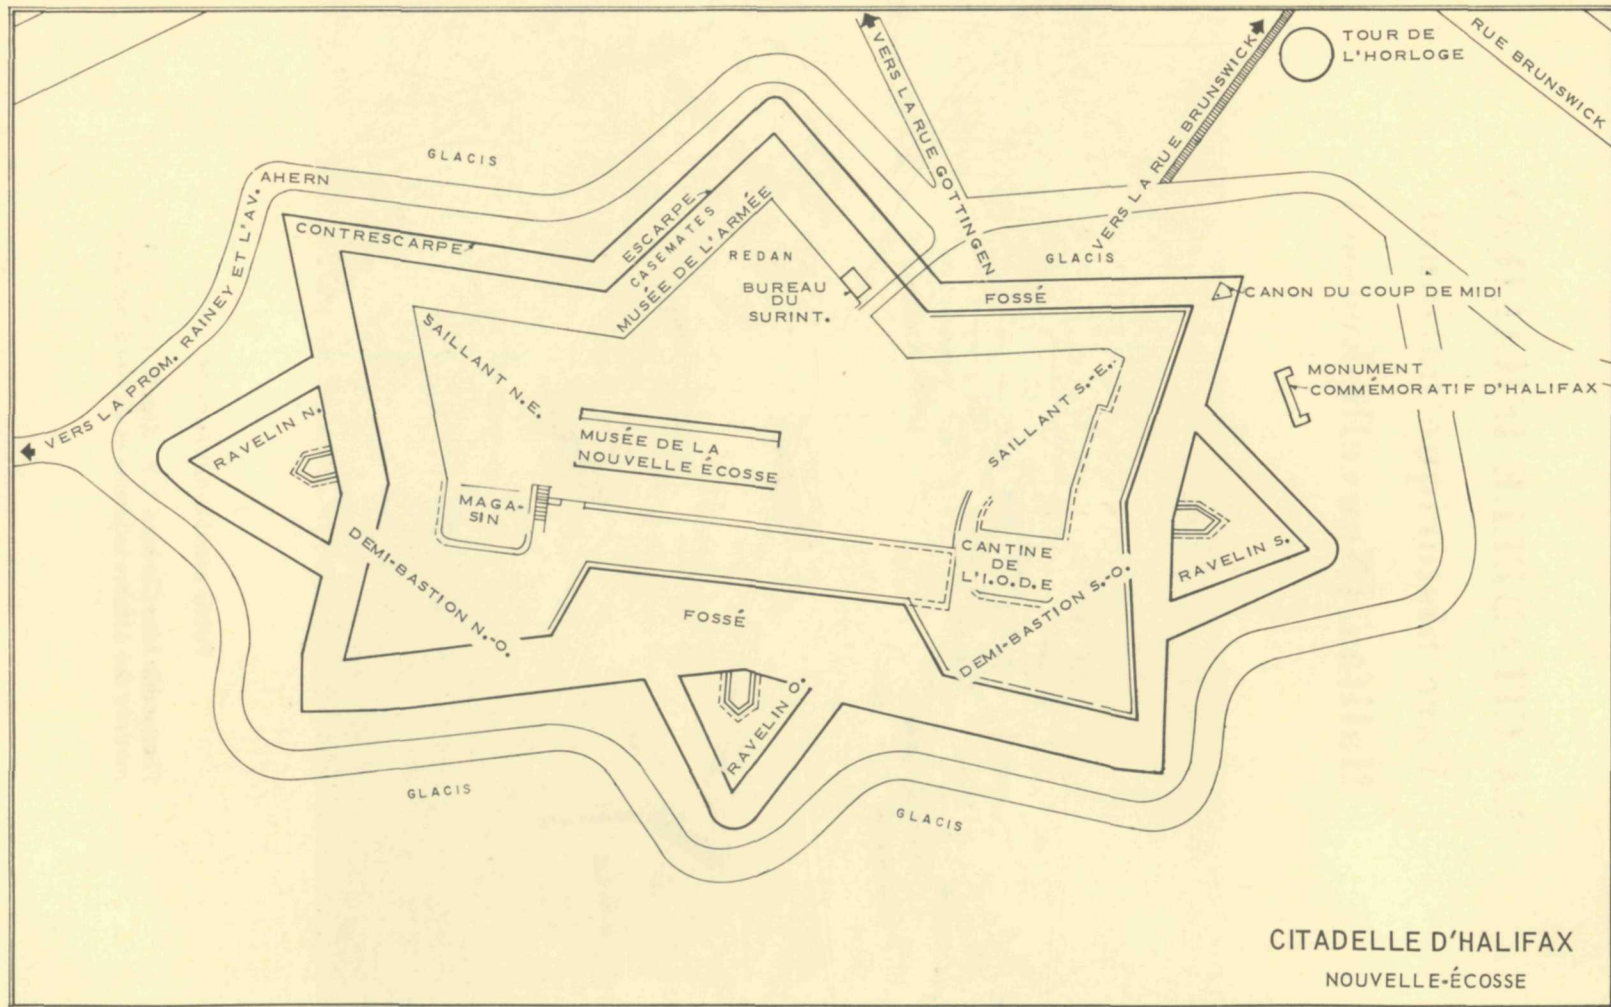 TOUR DE
L'HORLOGE
RUE BRUNSWICK
RUE BRUNSWICK
VERS LA RUE GOTTINGEN
VERS LA RUE BRUNSWICK
GLACIS
VERS LA PROM. RAINEY ET L'AV. AHERN
CONTRESCARPE
ESCARPE
CASEMATES
MUSÉE DE L'ARMÉE
REDAN
BUREAU
DU
SURINT.
GLACIS
FOSSÉ
CANON DU COUP DE MIDI
MONUMENT
COMMÉMORATIF D'HALIFAX
SAILLANT N.E.
SAILLANT S.-E.
RAVELIN N.
MUSÉE DE LA
NOUVELLE ÉCOSSE
MAGA-
SIN
CANTINE
DE
L'I.O.D.E
RAVELIN S.
DEMI-BASTION N.-O.
DEMI-BASTION S.-O.
FOSSÉ
RAVELIN O.
GLACIS
GLACIS
CITADELLE D'HALIFAX
NOUVELLE-ÉCOSSE